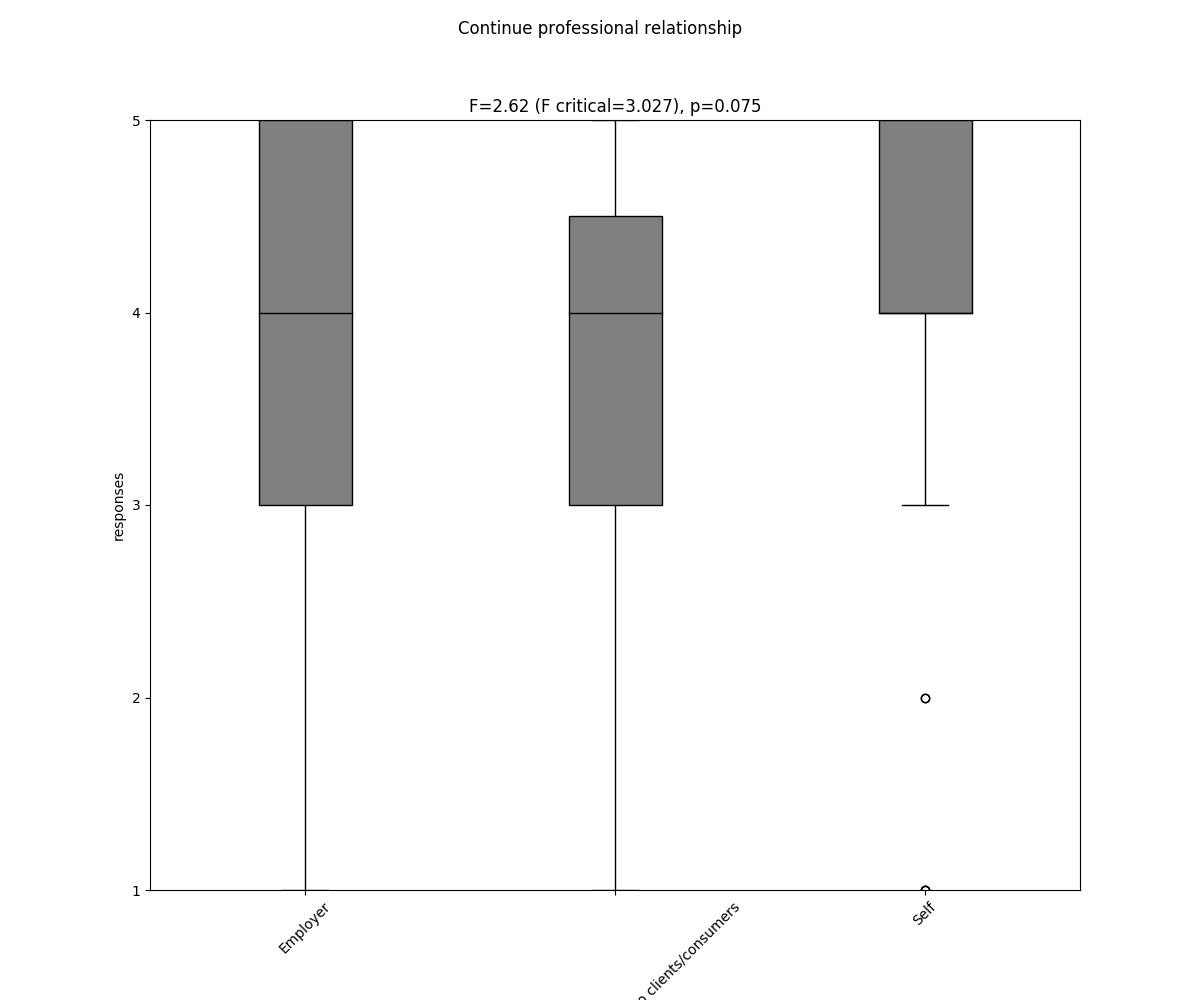 Continue professional relationship
F=2.62 (F critical=3.027), p=0.075
5
4
3
2
1
responses
Employer
clients/consumers
Self